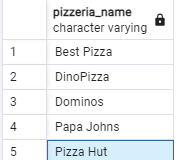 pizzeria_name
character varying
1 Best Pizza
2 DinoPizza
3 Dominos
4 Papa Johns
5 Pizza Hut